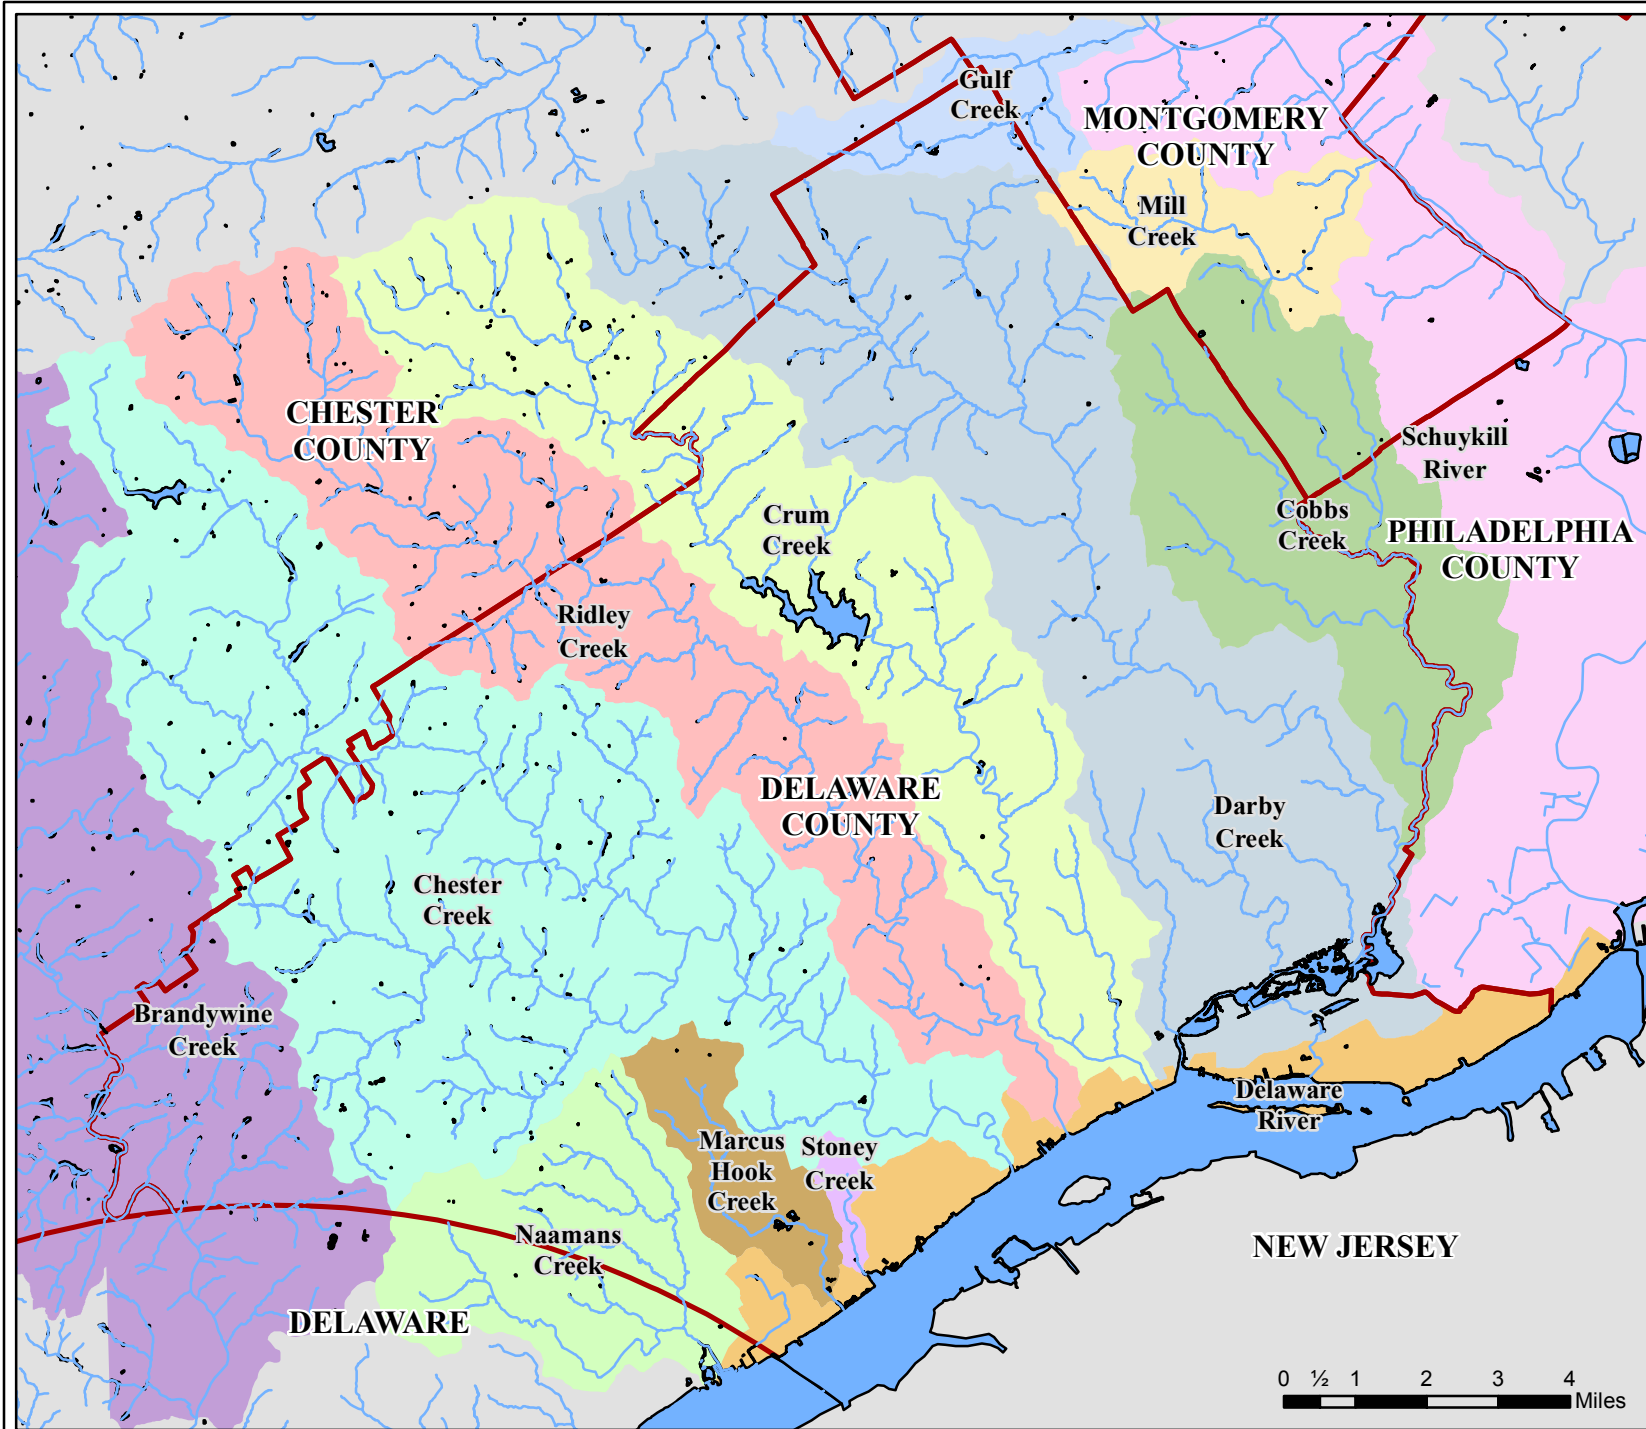 Gulf
Creek
MONTGOMERY
COUNTY
Mill
Creek
CHESTER
COUNTY
Schuykill
River
Crum
Creek
Cobbs
Creek
PHILADELPHIA
COUNTY
Ridley
Creek
DELAWARE
COUNTY
Darby
Creek
Chester
Creek
Brandywine
Creek
Delaware
River
Marcus
Hook
Creek
Stoney
Creek
Naamans
Creek
NEW JERSEY
DELAWARE
0 ½ 1 2 3 4
Miles